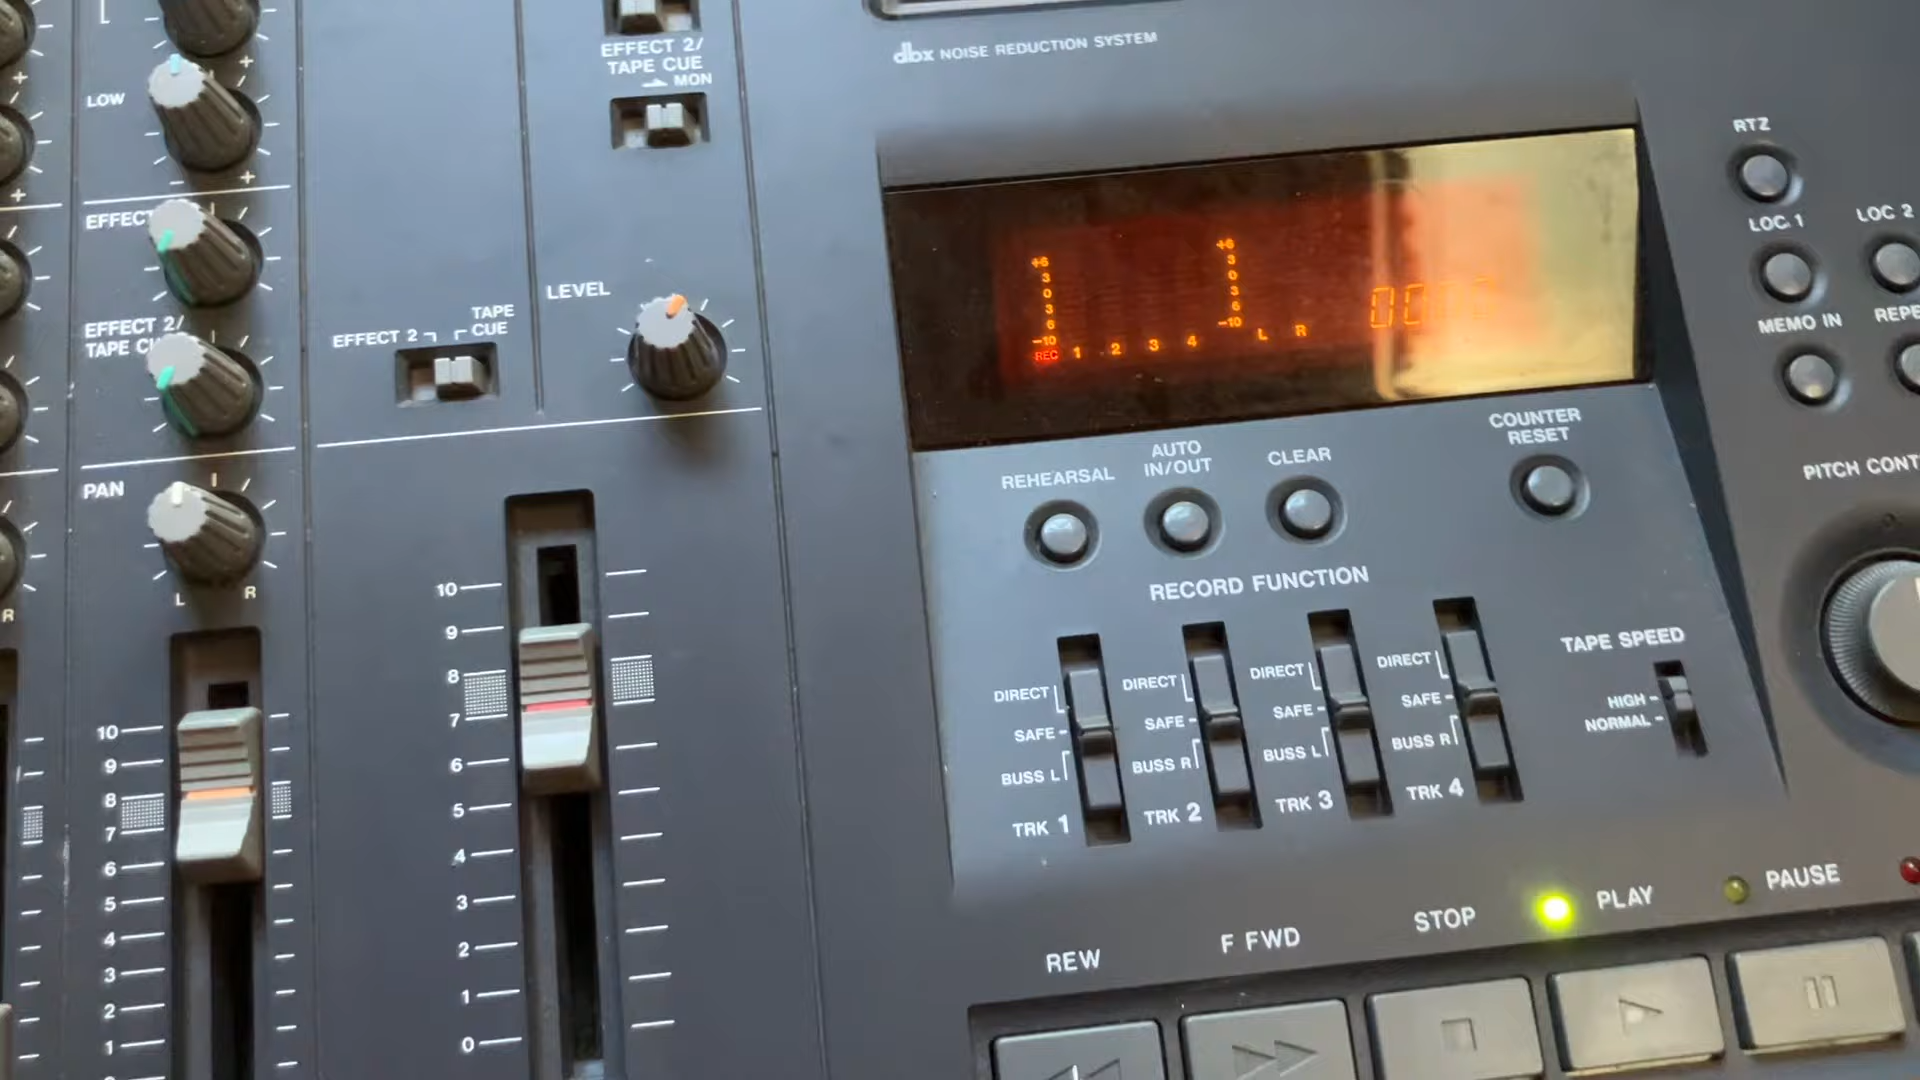 dbx NOISE REDUCTION SYSTEM
EFFECT 2/
TAPE CUE
MON
LOW
- +
EFFECT
EFFECT 2/
TAPE CU
EFFECT 2
TAPE
CUE
LEVEL
PAN
L R
R
10
9
8
7
6
5
4
3
2
1
10
9
8
7
6
5
4
3
2
1
0
+6
3
0
3
6
-10
REC 1 2 3 4
+6
3
0
3
6
-10
L R
RTZ
LOC 1
LOC 2
MEMO IN
REPE
PITCH CONT
COUNTER
RESET
REHEARSAL
AUTO
IN/OUT
CLEAR
RECORD FUNCTION
DIRECT
SAFE
BUSS L
TRK 1
DIRECT
SAFE
BUSS R
TRK 2
DIRECT
SAFE
BUSS L
TRK 3
DIRECT
SAFE
BUSS R
TRK 4
TAPE SPEED
HIGH
NORMAL
REW
F FWD
STOP
PLAY
PAUSE